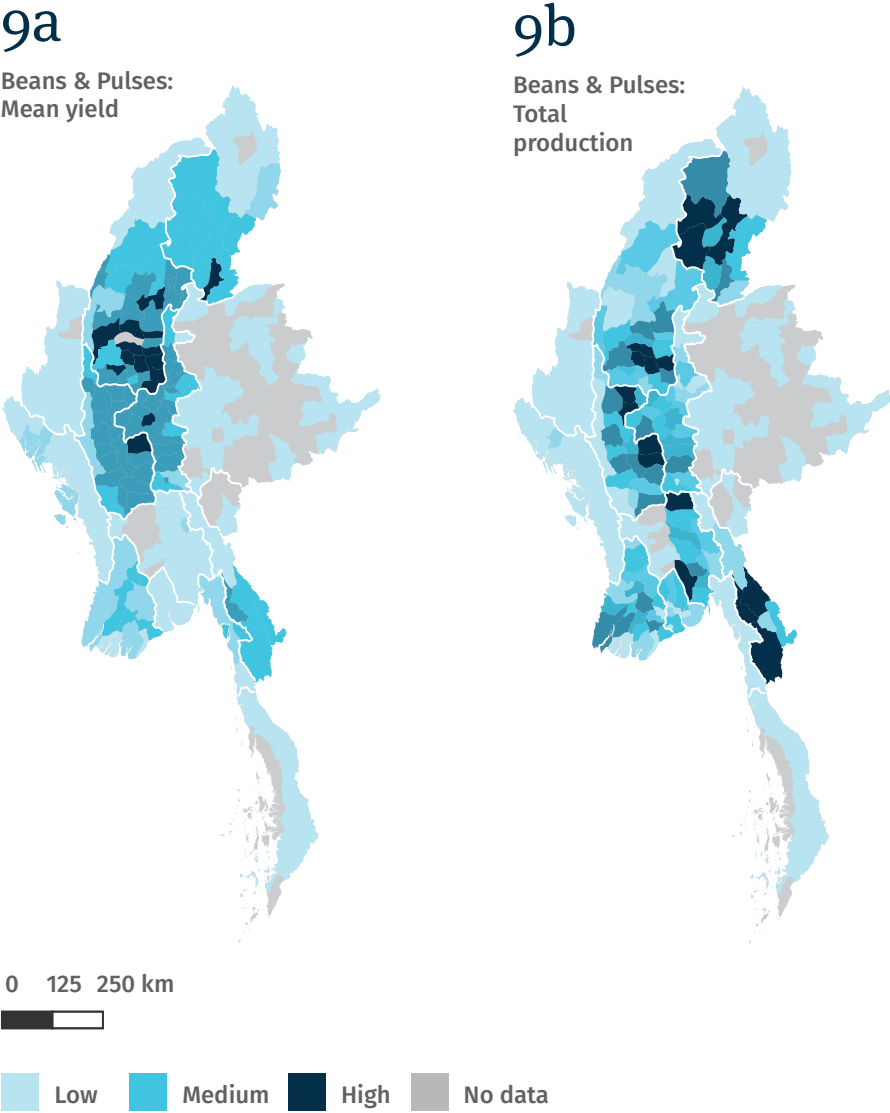 9a
Beans & Pulses:
Mean yield
9b
Beans & Pulses:
Total
production
0 125 250 km
Low Medium High No data